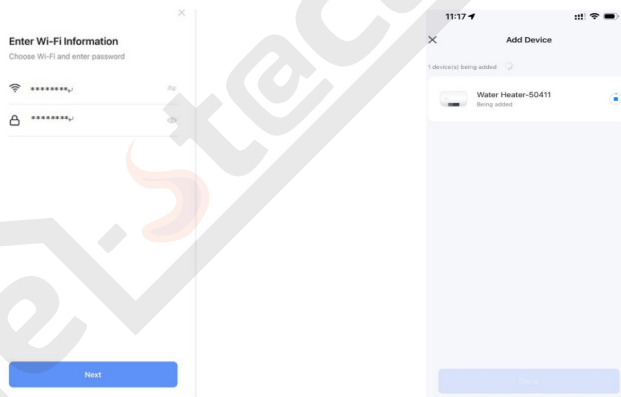 Enter Wi-Fi Information
Choose Wi-Fi and enter password
********
********
Next
11:17
Add Device
1 device(s) being added
Water Heater-50411
Being added